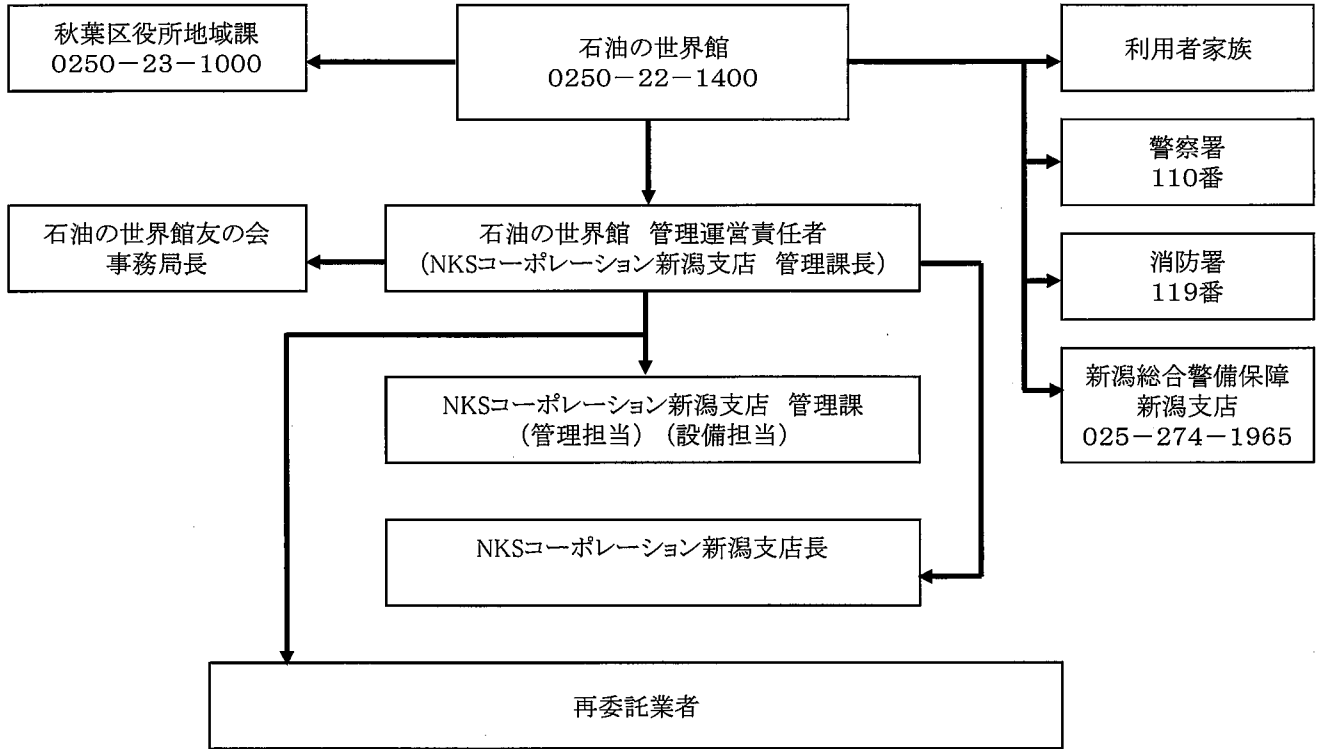 秋葉区役所地域課
0250－23－1000
石油の世界館
0250－22－1400
利用者家族
警察署
110番
石油の世界館友の会
事務局長
石油の世界館　管理運営責任者
（NKSコーポレーション新潟支店　管理課長）
消防署
119番
NKSコーポレーション新潟支店　管理課
（管理担当）（設備担当）
新潟総合警備保障
新潟支店
025－274－1965
NKSコーポレーション新潟支店長
再委託業者